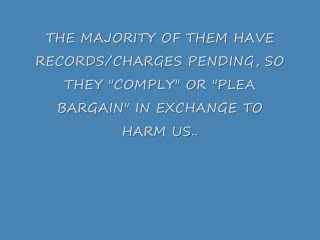 THE MAJORITY OF THEM HAVE
RECORDS/CHARGES PENDING, SO
THEY "COMPLY" OR "PLEA
BARGAIN" IN EXCHANGE TO
HARM US..